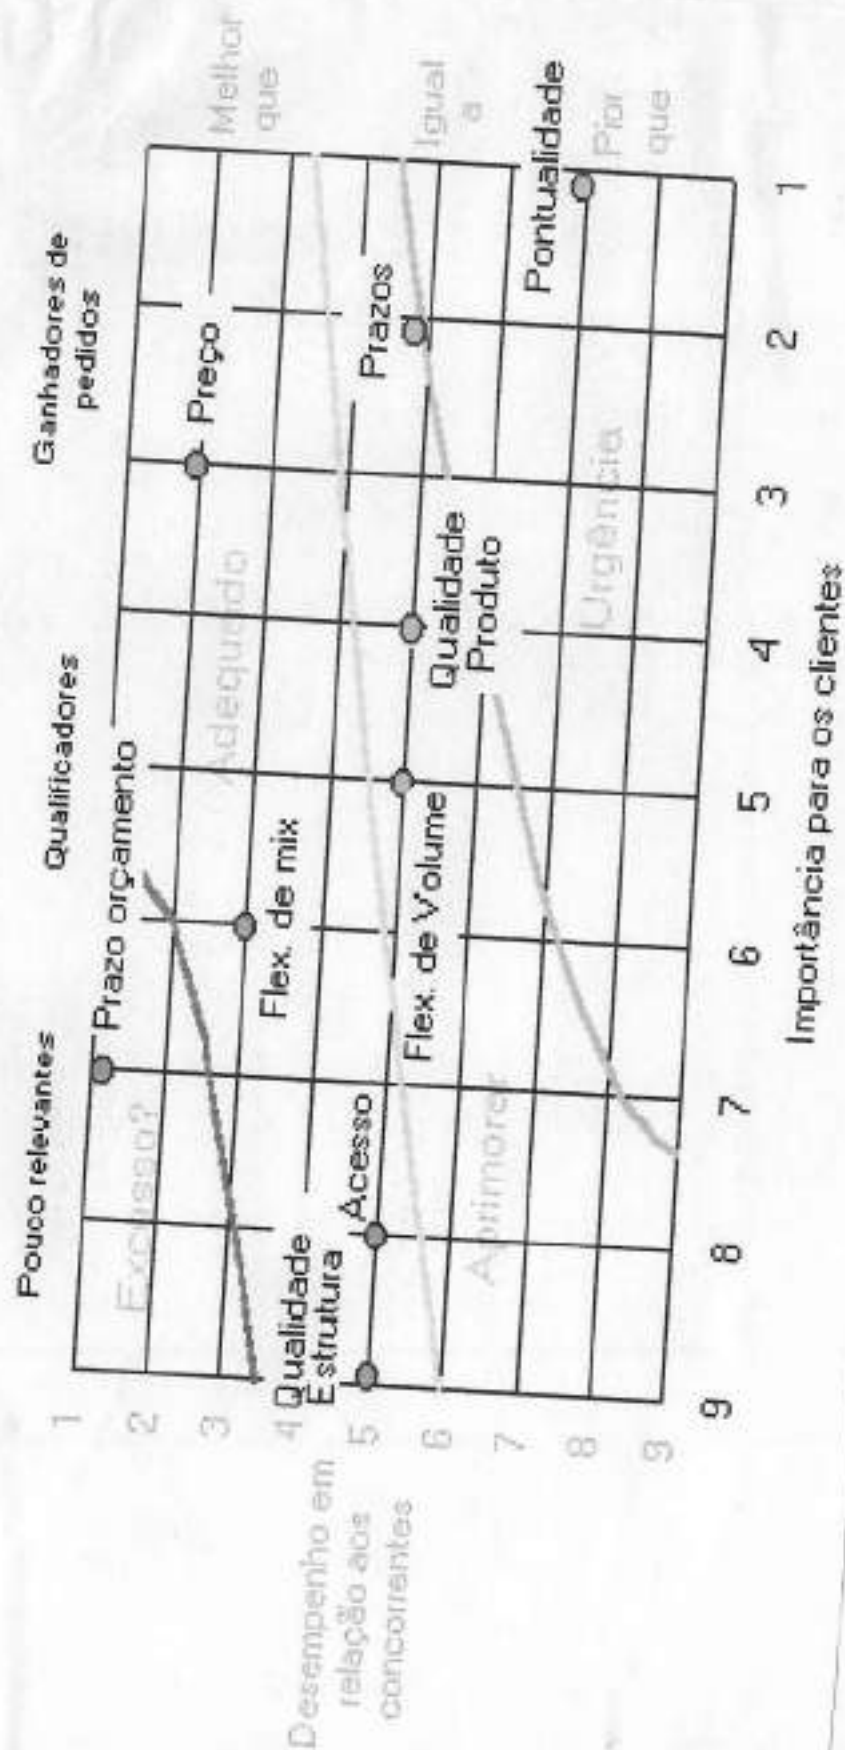 Pouco relevantes
Qualificadores
Ganhadores de
pedidos
1
2
3
4
5
6
7
8
9
Desempenho em
relação aos
concorrentes
Excesso?
Prazo orçamento
Adequado
Preço
Melhor
que
Flex. de mix
Qualidade
Estrutura
Acesso
Flex. de Volume
Qualidade
Produto
Prazos
Igual
a
Aprimorar
Urgência
Pontualidade
Pior
que
9
8
7
6
5
4
3
2
1
Importância para os clientes